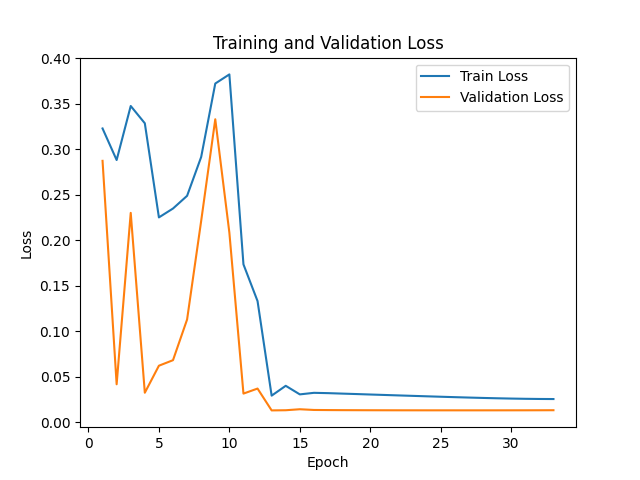 Training and Validation Loss
Train Loss
Validation Loss
0.40
0.35
0.30
0.25
0.20
0.15
0.10
0.05
0.00
Loss
0 5 10 15 20 25 30
Epoch